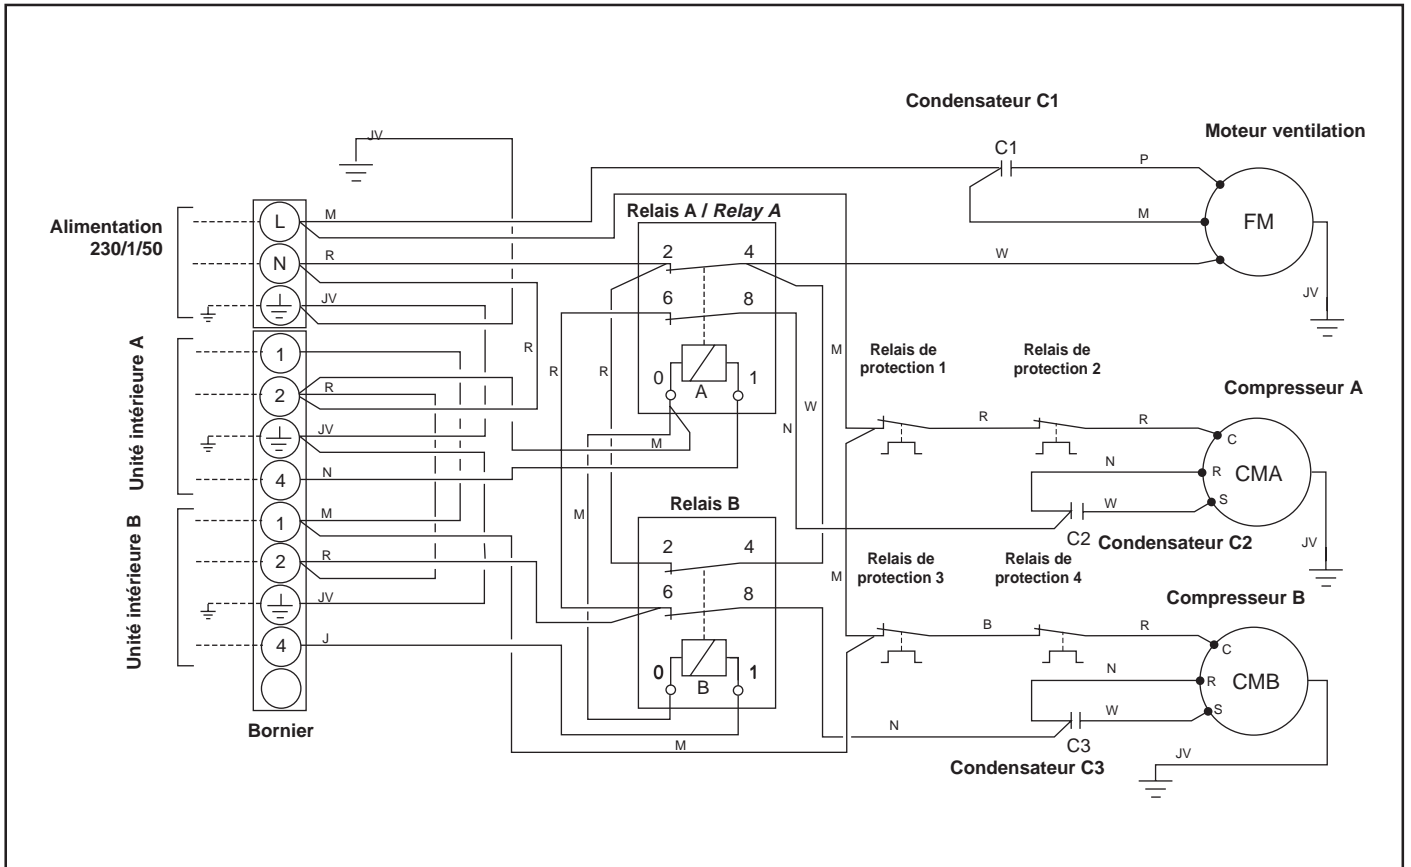 Condensateur C1
Moteur ventilation
JV
C1
P
Alimentation
230/1/50
L
M
Relais A / Relay A
M
FM
N
R
2
4
W
JV
6
8
JV
Unité intérieure A
1
R
R
R
M
Relais de
protection 1
Relais de
protection 2
0
1
A
Compresseur A
2
R
W
N
R
R
C
JV
M
4
N
N
R
CMA
Unité intérieure B
1
M
M
Relais B
W
S
C2
Condensateur C2
JV
2
R
2
4
M
Relais de
protection 3
Relais de
protection 4
JV
6
8
Compresseur B
4
J
B
R
C
0
1
B
N
R
CMB
W
S
Bornier
M
N
C3
Condensateur C3
JV